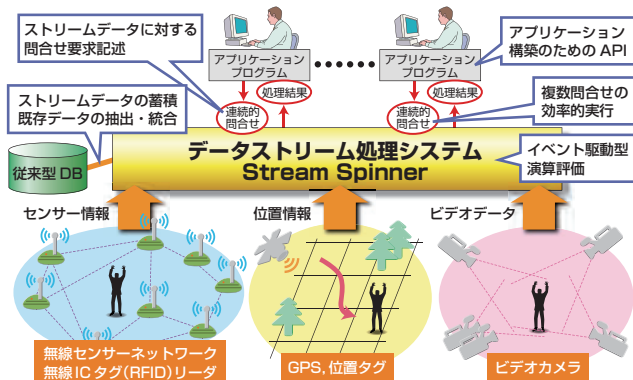 ストリームデータに対する
問合せ要求記述
アプリケーション
プログラム
アプリケーション
プログラム
アプリケーション
構築のための API
ストリームデータの蓄積
既存データの抽出・統合
連続的
問合せ
処理結果
連続的
問合せ
処理結果
複数問合せの
効率的実行
従来型 DB
データストリーム処理システム
Stream Spinner
イベント駆動型
演算評価
センサー情報
位置情報
ビデオデータ
無線センサーネットワーク
無線 IC タグ(RFID)リーダ
GPS, 位置タグ
ビデオカメラ